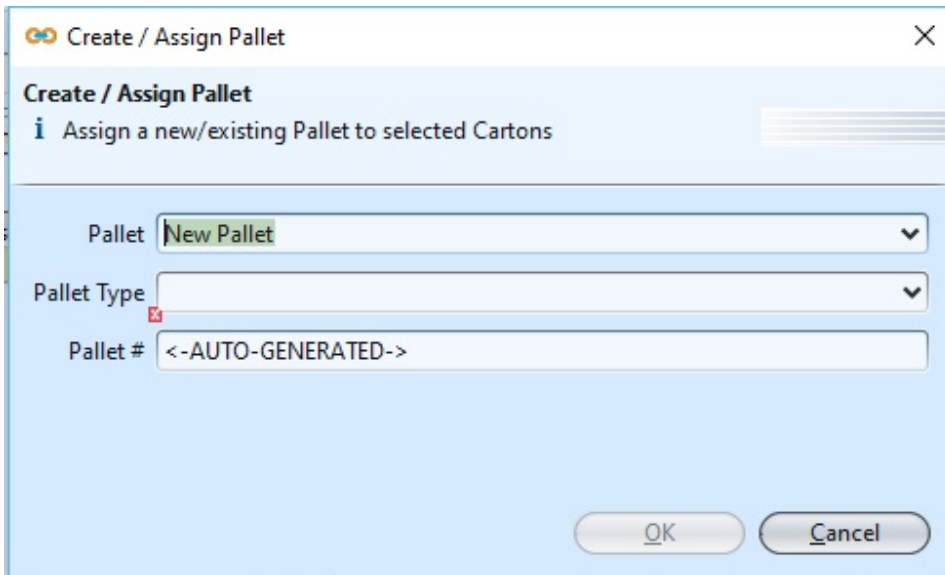 Create / Assign Pallet
Create / Assign Pallet
i Assign a new/existing Pallet to selected Cartons
Pallet New Pallet
Pallet Type
Pallet # <-AUTO-GENERATED->
OK Cancel